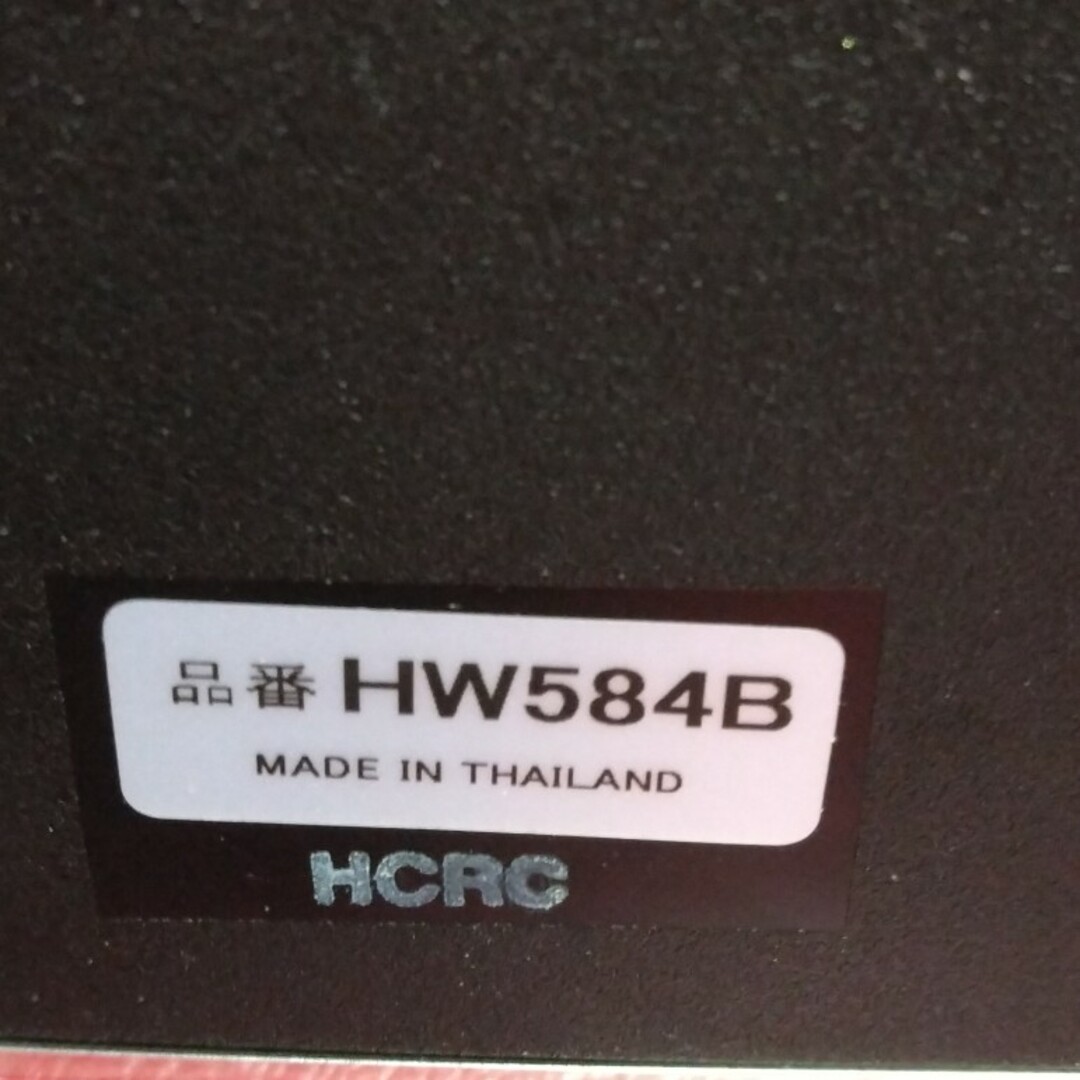 品番 HW584B
MADE IN THAILAND
HCRC